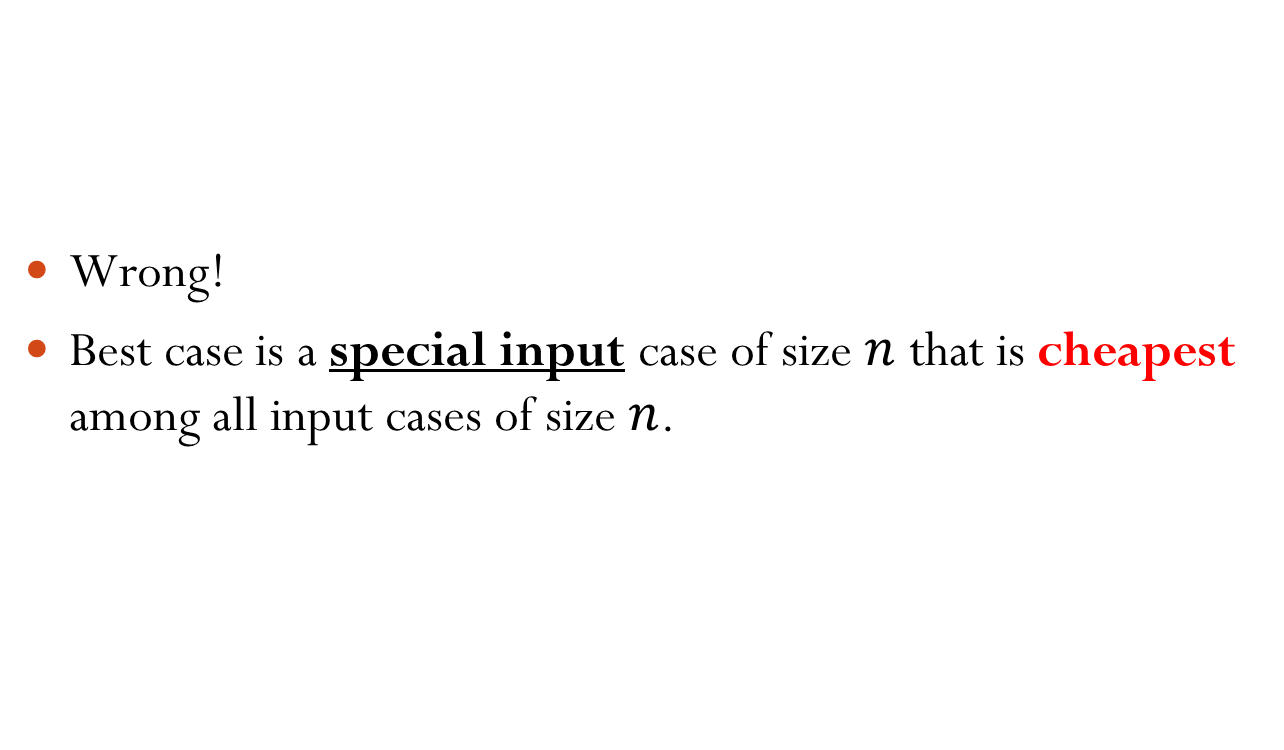 • Wrong!
• Best case is a special input case of size n that is cheapest
among all input cases of size n.